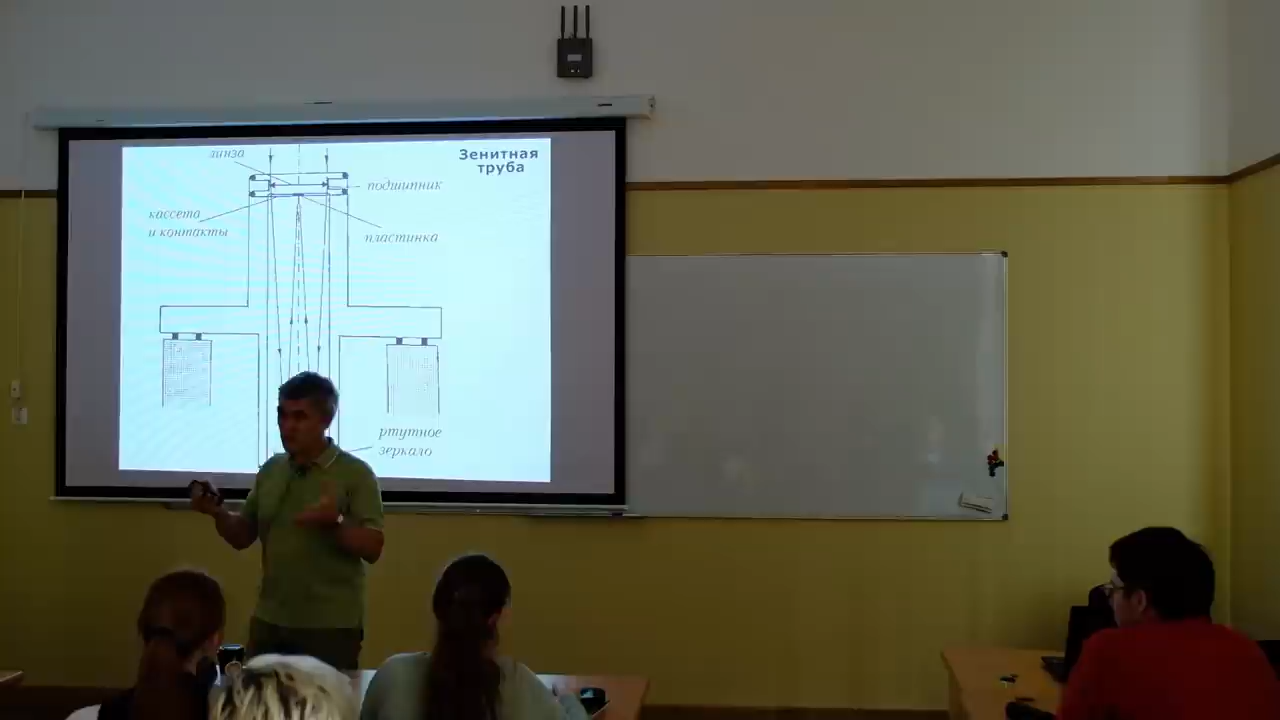 Зенитная
труба
линза
подшипник
кассета
и контакты
пластинка
ртутное
зеркало